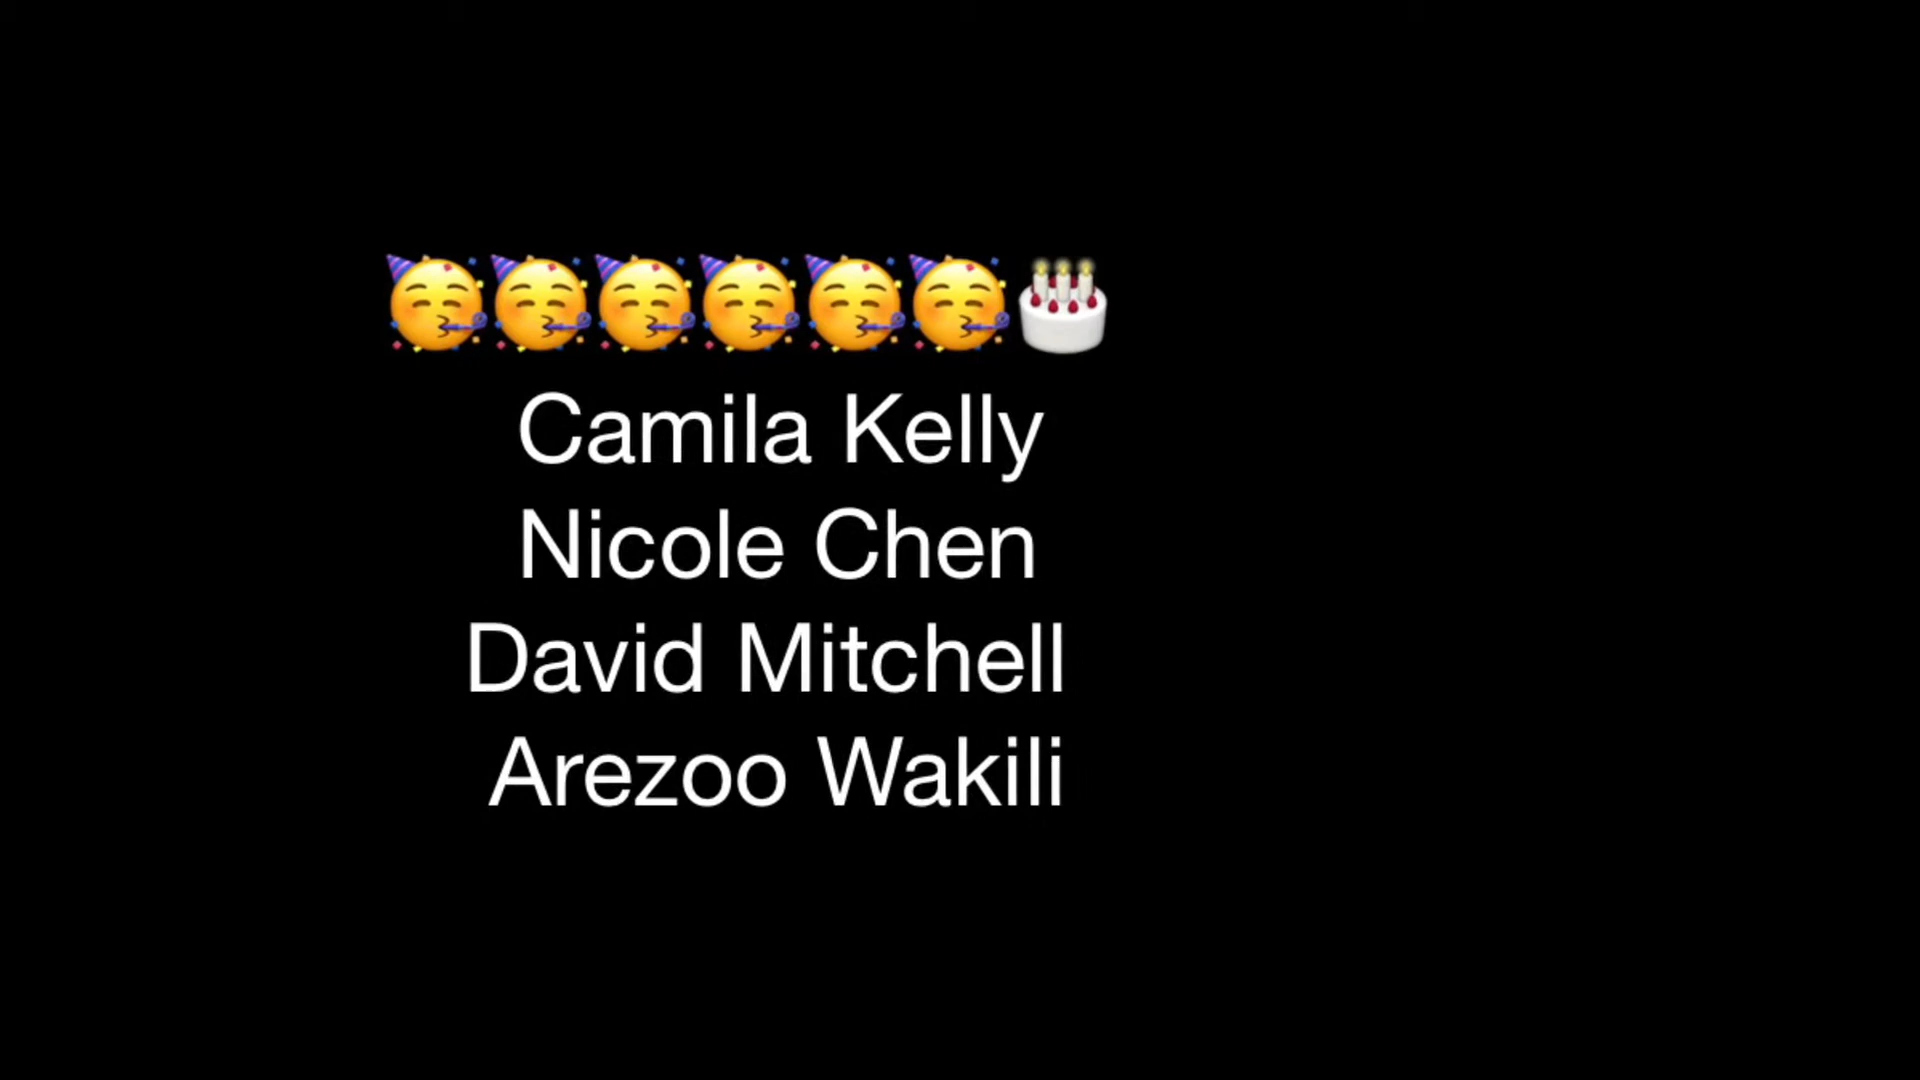 🥳🥳🥳🥳🥳🥳🎂
Camila Kelly
Nicole Chen
David Mitchell
Arezoo Wakili